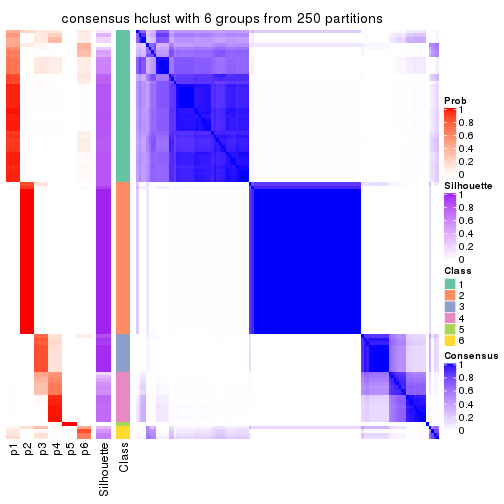 consensus hclust with 6 groups from 250 partitions
Prob
1
0.8
0.6
0.4
0.2
0
Silhouette
1
0.8
0.6
0.4
0.2
0
Class
1
2
3
4
5
6
Consensus
1
0.8
0.6
0.4
0.2
0
p1
p2
p3
p4
p5
p6
Silhouette
Class